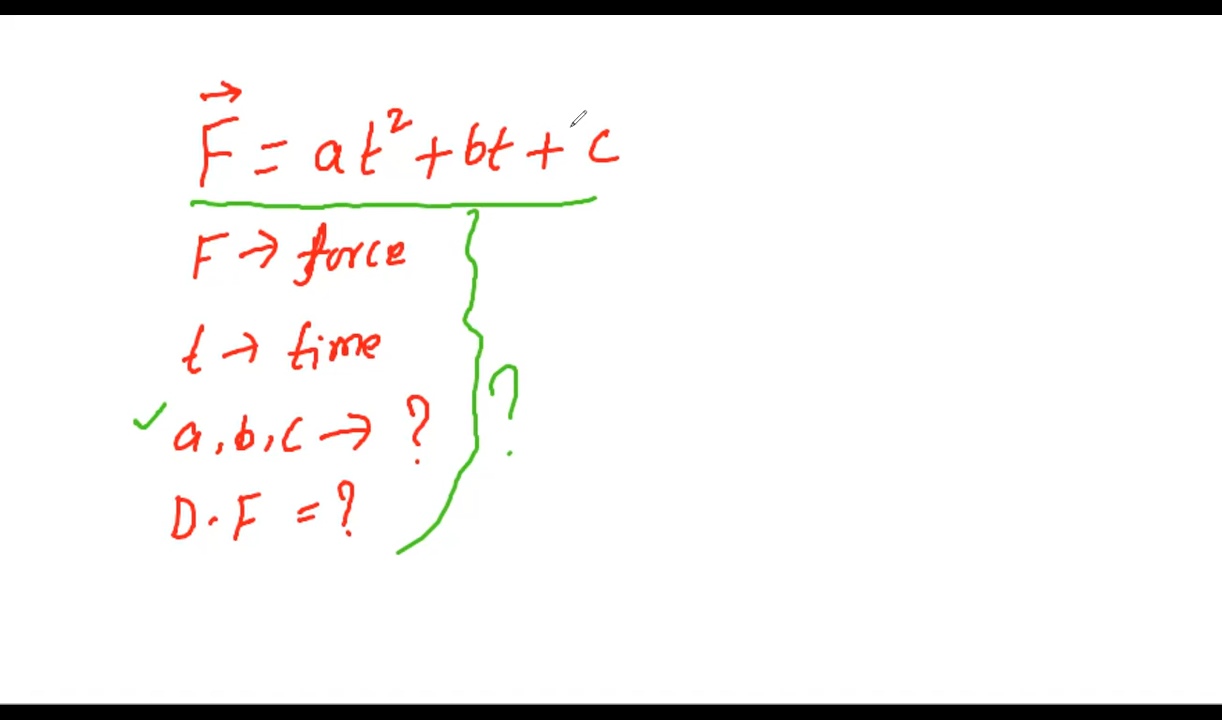 F⃗ = at² + bt + c
F → force
t → time
✓ a, b, c → ?
?
D.F = ?